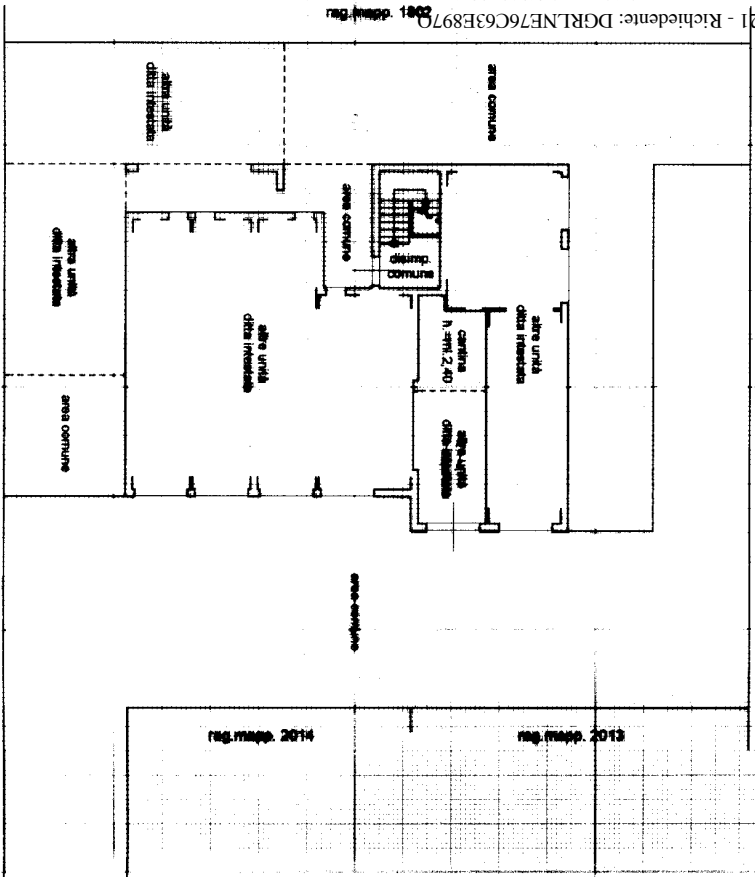 rag.mapp. 1802
21 - Richiedente: DGRLNE76C63E897O
altre unità
ditta intestata
area comune
altre unità
ditta intestata
area comune
disimp.
comune
altre unità
ditta intestata
cantina
h. =mt. 2,40
altre unità
ditta intestata
altre unità
ditta intestata
area comune
area comune
rag.mapp. 2014
rag.mapp. 2013